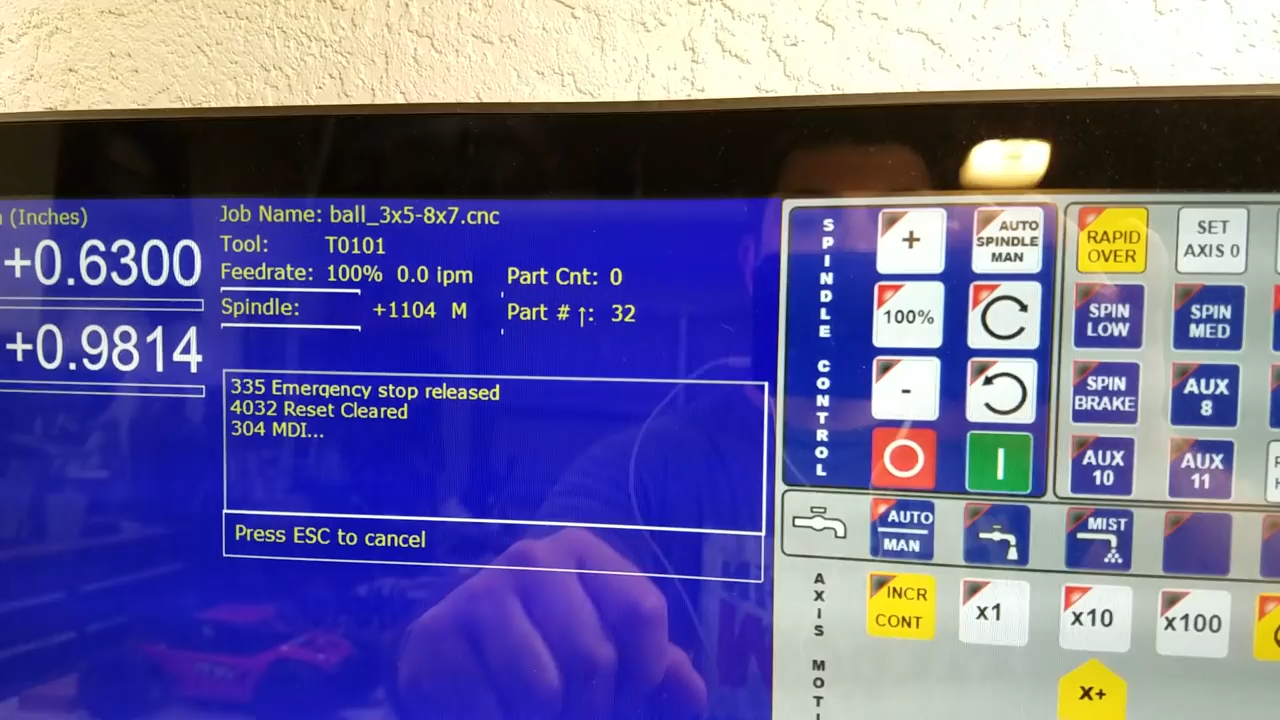 (Inches)
+0.6300
+0.9814
Job Name: ball_3x5-8x7.cnc
Tool: T0101
Feedrate: 100% 0.0 ipm Part Cnt: 0
Spindle: +1104 M Part # ↑: 32
335 Emergency stop released
4032 Reset Cleared
304 MDI...
Press ESC to cancel
SPINDLE CONTROL
+
AUTO
SPINDLE
MAN
100%
-
RAPID
OVER
SET
AXIS 0
SPIN
LOW
SPIN
MED
SPIN
BRAKE
AUX
8
AUX
10
AUX
11
AUTO
MAN
MIST
AXIS
INCR
CONT
x1
x10
x100
X+